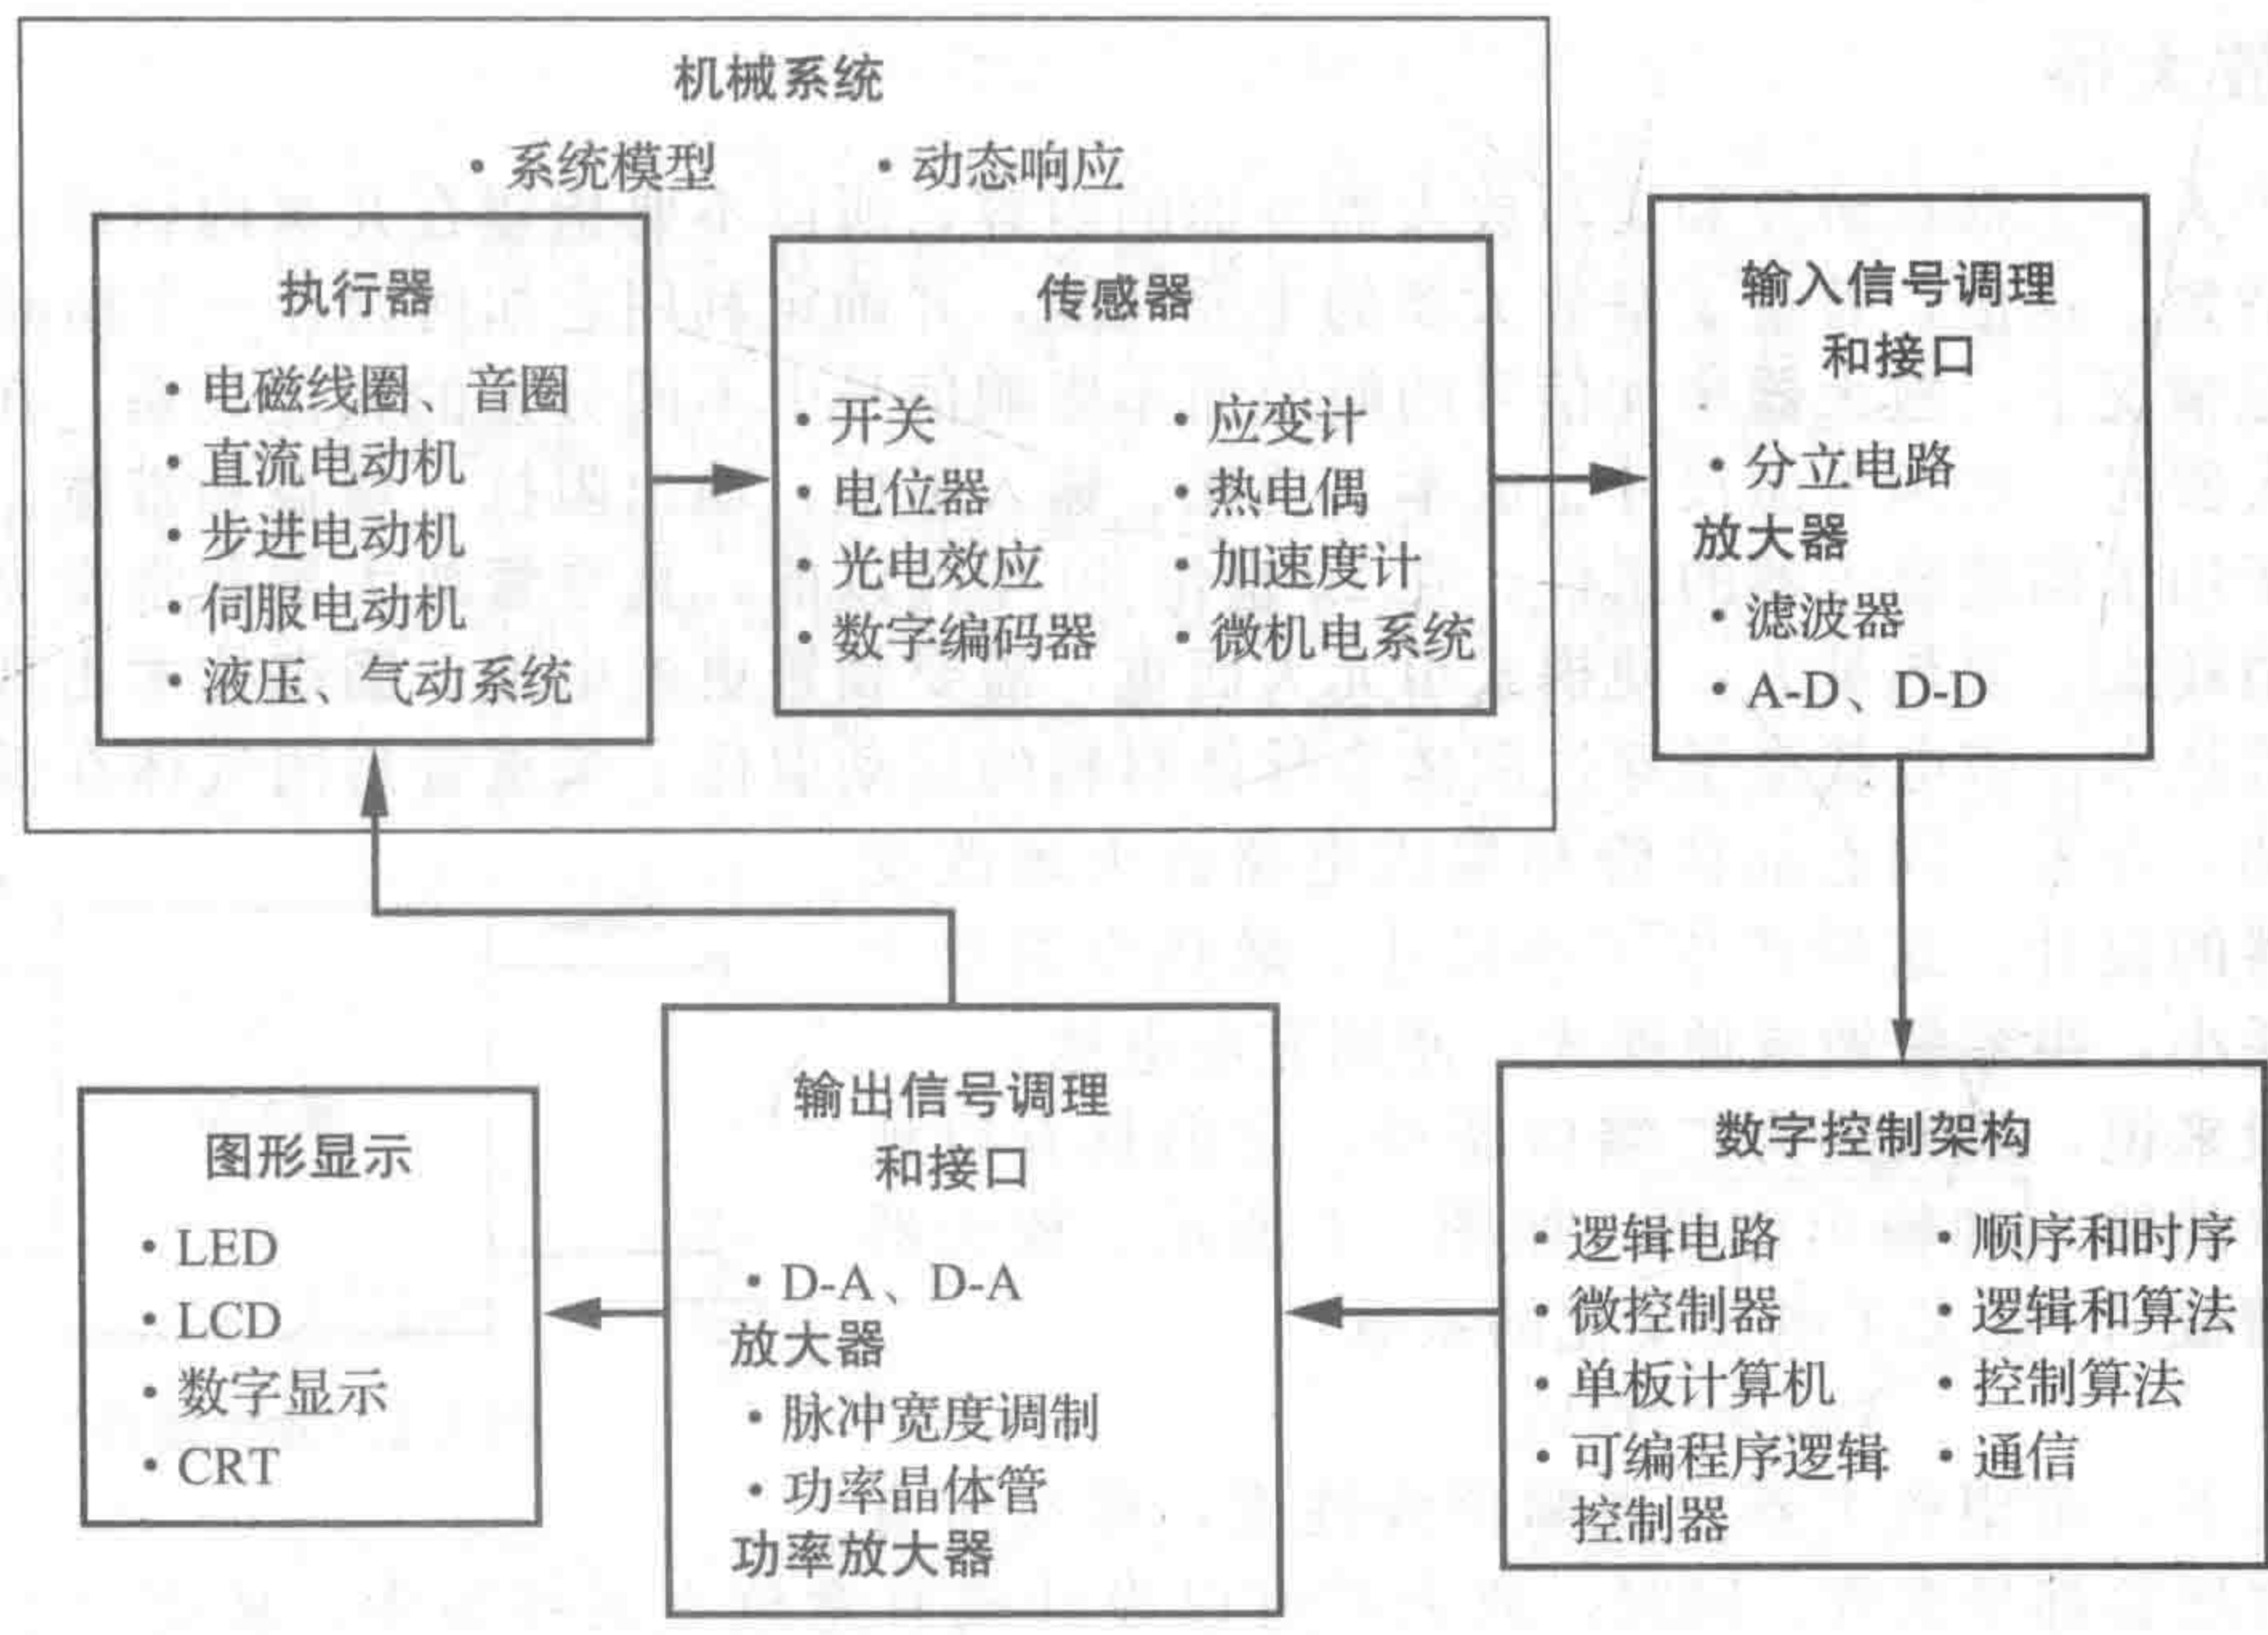 机械系统
·系统模型 ·动态响应
执行器
·电磁线圈、音圈
·直流电动机
·步进电动机
·伺服电动机
·液压、气动系统
传感器
·开关 ·应变计
·电位器 ·热电偶
·光电效应 ·加速度计
·数字编码器 ·微机电系统
输入信号调理
和接口
·分立电路
放大器
·滤波器
·A-D、D-D
图形显示
·LED
·LCD
·数字显示
·CRT
输出信号调理
和接口
·D-A、D-A
放大器
·脉冲宽度调制
·功率晶体管
功率放大器
数字控制架构
·逻辑电路 ·顺序和时序
·微控制器 ·逻辑和算法
·单板计算机 ·控制算法
·可编程序逻辑 ·通信
控制器